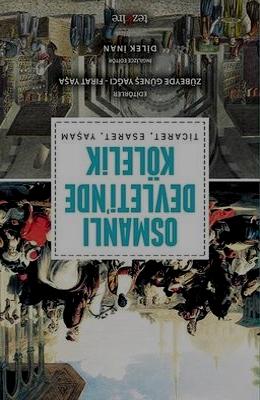 OSMANLI
DEVLETİ'NDE
KÖLELİK
TİCARET, ESARET, YAŞAM
EDİTÖRLER
ZÜBEYDE GÜNEŞ YAĞCI - FIRAT YAŞA
İNGİLİZCE EDİTÖR
DİLEK İNAN
tezkire